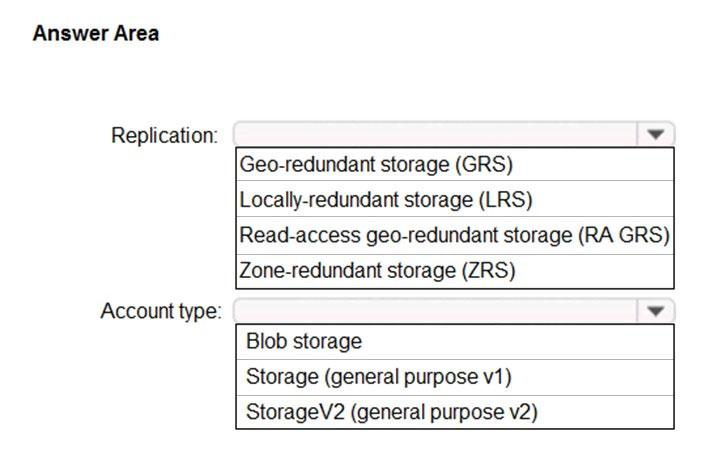 Answer Area
Replication:
Geo-redundant storage (GRS)
Locally-redundant storage (LRS)
Read-access geo-redundant storage (RA GRS)
Zone-redundant storage (ZRS)
Account type:
Blob storage
Storage (general purpose v1)
StorageV2 (general purpose v2)